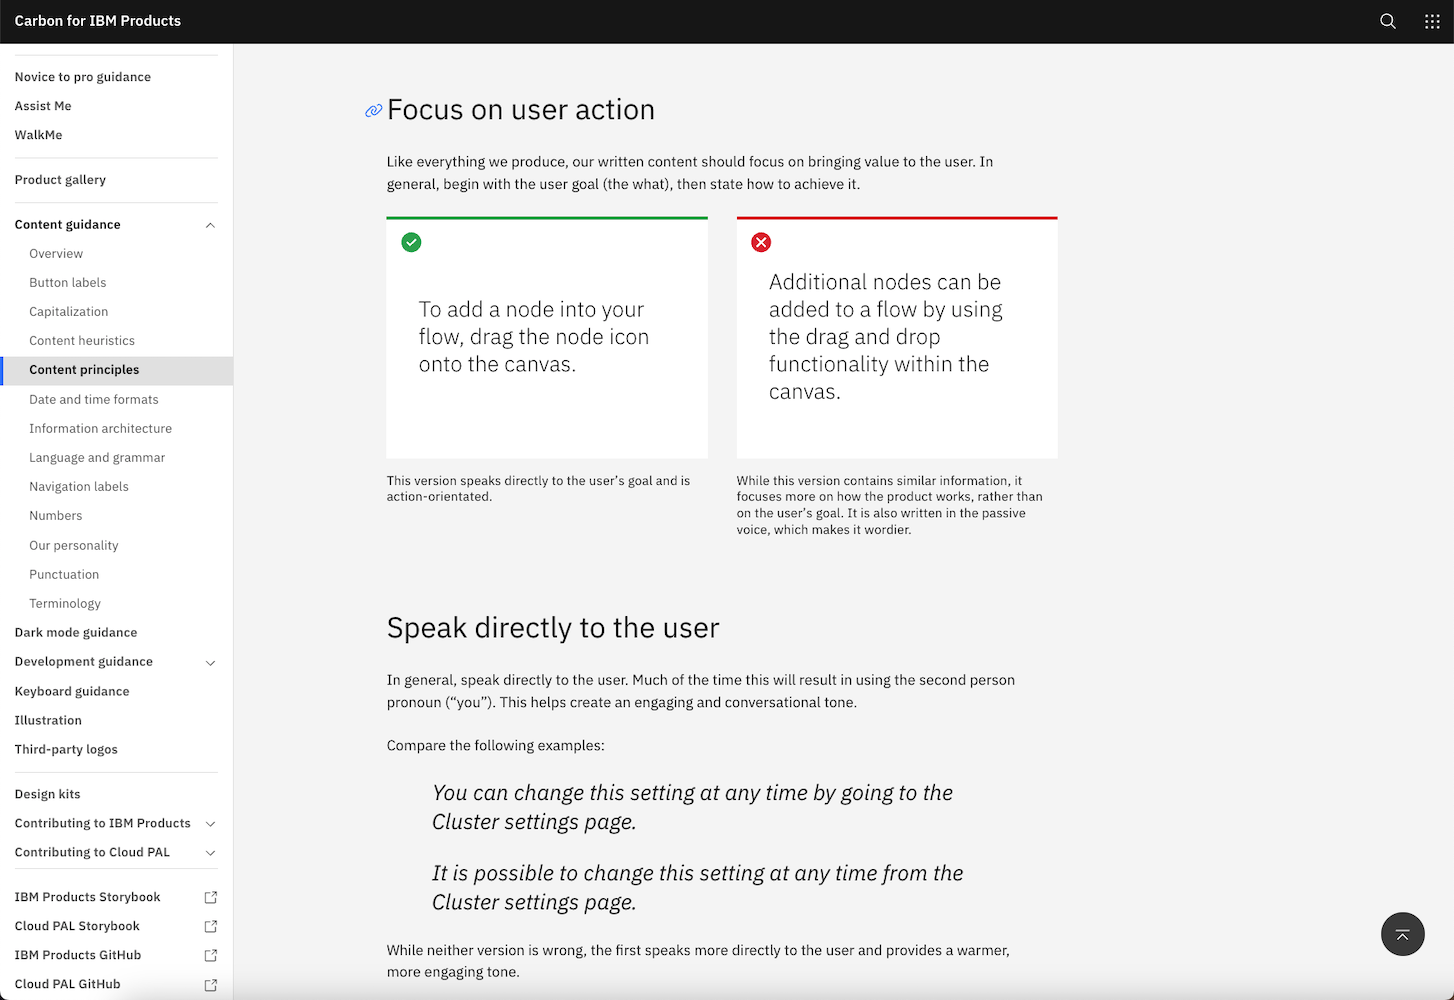 Carbon for IBM Products
Novice to pro guidance
Assist Me
WalkMe
Product gallery
Content guidance
Overview
Button labels
Capitalization
Content heuristics
Content principles
Date and time formats
Information architecture
Language and grammar
Navigation labels
Numbers
Our personality
Punctuation
Terminology
Dark mode guidance
Development guidance
Keyboard guidance
Illustration
Third-party logos
Design kits
Contributing to IBM Products
Contributing to Cloud PAL
IBM Products Storybook
Cloud PAL Storybook
IBM Products GitHub
Cloud PAL GitHub
Focus on user action
Like everything we produce, our written content should focus on bringing value to the user. In
general, begin with the user goal (the what), then state how to achieve it.
To add a node into your
flow, drag the node icon
onto the canvas.
This version speaks directly to the user’s goal and is
action-orientated.
Additional nodes can be
added to a flow by using
the drag and drop
functionality within the
canvas.
While this version contains similar information, it
focuses more on how the product works, rather than
on the user’s goal. It is also written in the passive
voice, which makes it wordier.
Speak directly to the user
In general, speak directly to the user. Much of the time this will result in using the second person
pronoun (“you”). This helps create an engaging and conversational tone.
Compare the following examples:
You can change this setting at any time by going to the
Cluster settings page.
It is possible to change this setting at any time from the
Cluster settings page.
While neither version is wrong, the first speaks more directly to the user and provides a warmer,
more engaging tone.